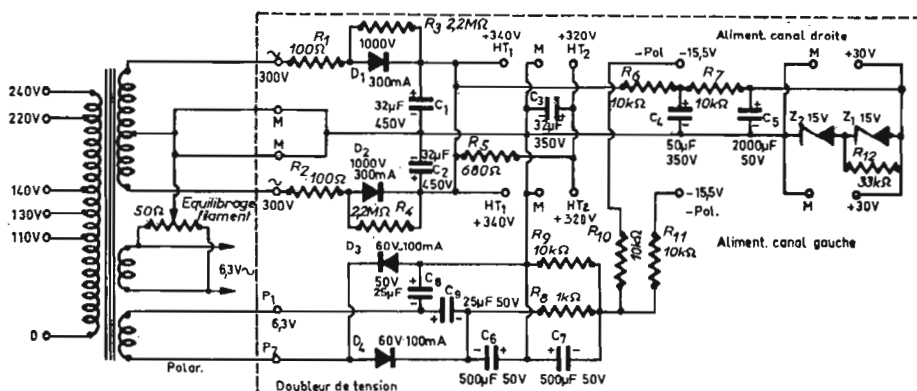 R3 2,2MΩ
+340V
+320V
Aliment. canal droite
R1
100Ω
1000V
HT1
M
HT2
-Pol
-15,5V
M
+30V
300V
D1
300mA
R6
10kΩ
R7
10kΩ
240V
220V
140V
130V
110V
0
32µF
450V
C1
C3
32µF
350V
C4
50µF
350V
C5
2000µF
50V
Z2 15V
Z1 15V
R12
33kΩ
M
M
D2
1000V
300mA
32µF
C2
450V
R5
680Ω
R2
100Ω
300V
2,2MΩ
R4
HT1
+340V
M
HT2
+320V
-15,5V
-Pol.
M
+30V
Aliment. canal gauche
50Ω
Equilibrage
filament
6,3V~
D3
60V-100mA
50V
25µF
C8
C9
25µF 50V
R9
10kΩ
R10
10kΩ
R11
10kΩ
R8 1kΩ
P1
6,3V
P2
D4
60V-100mA
C6
500µF 50V
C7
500µF 50V
Polar.
Doubleur de tension